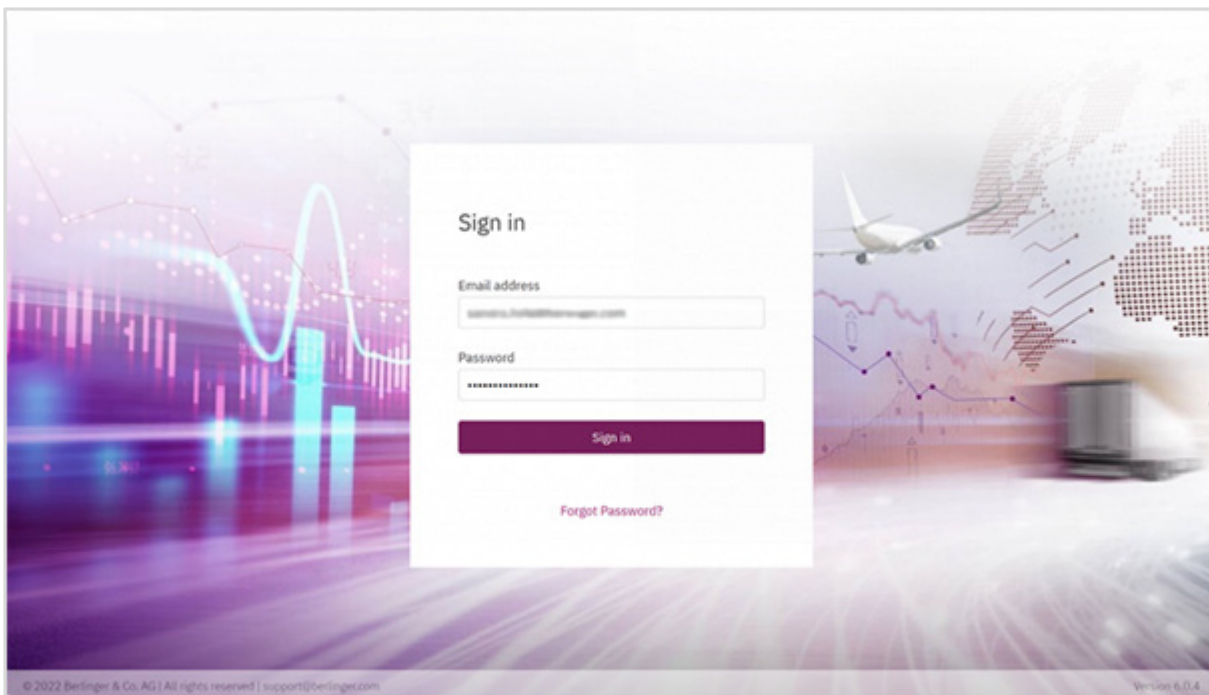 Sign in
Email address
Password
••••••••••••••
Sign in
Forgot Password?
© 2022 Berlinger & Co. AG | All rights reserved | support@berlinger.com
Version 6.0.4